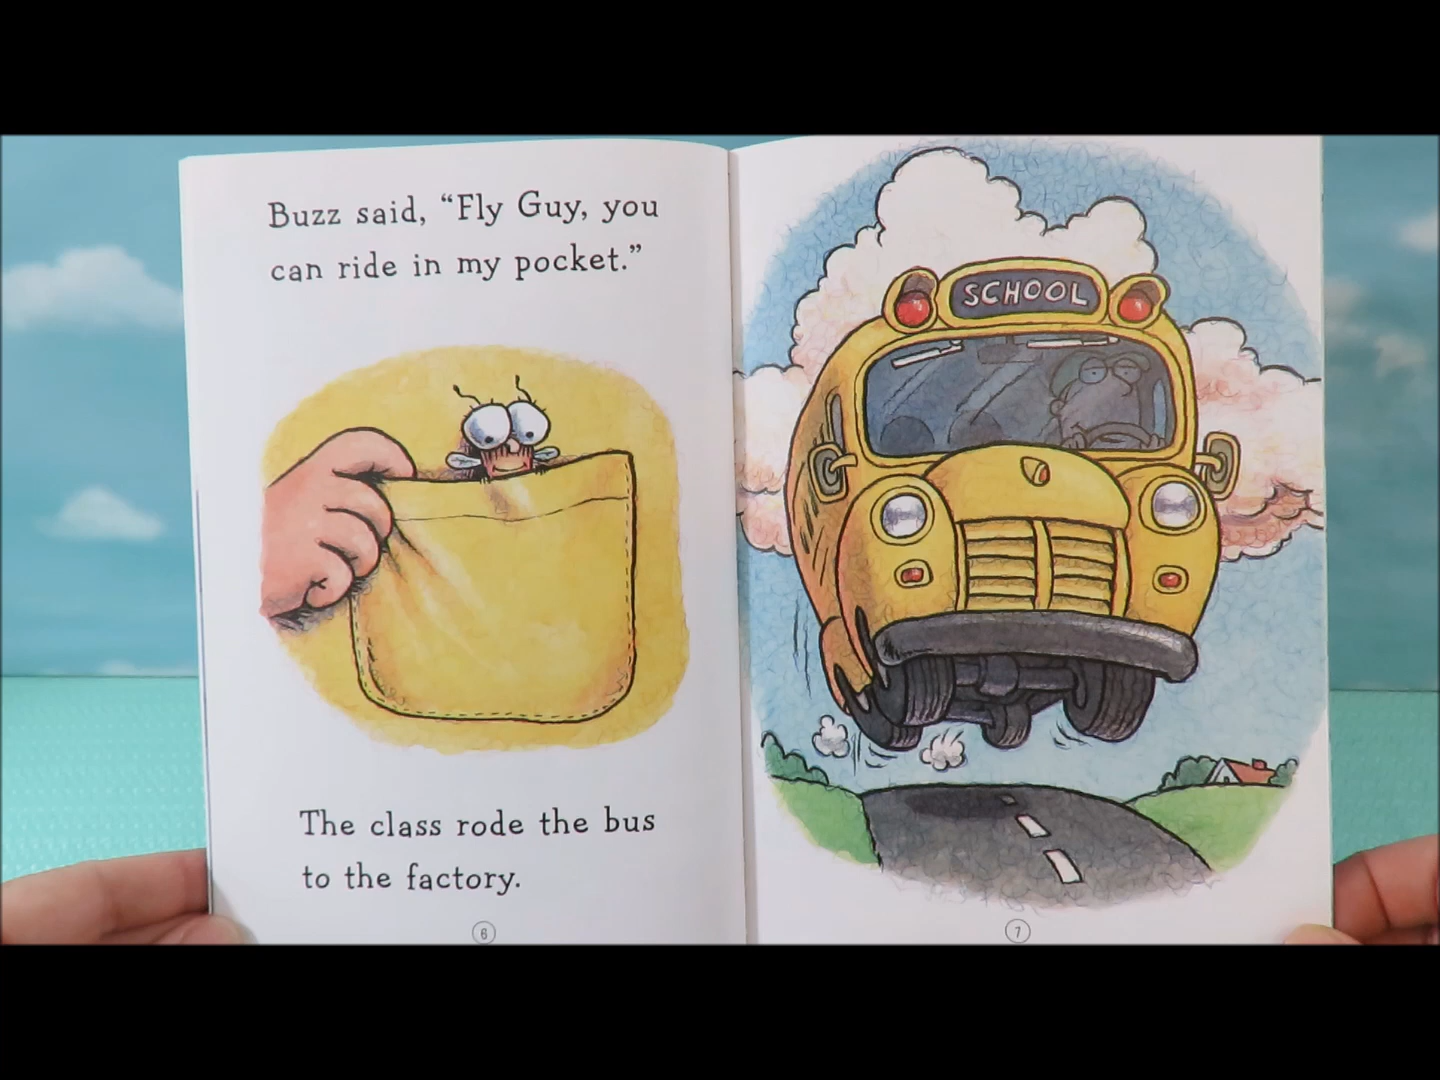 Buzz said, “Fly Guy, you
can ride in my pocket.”
The class rode the bus
to the factory.
6
SCHOOL
7